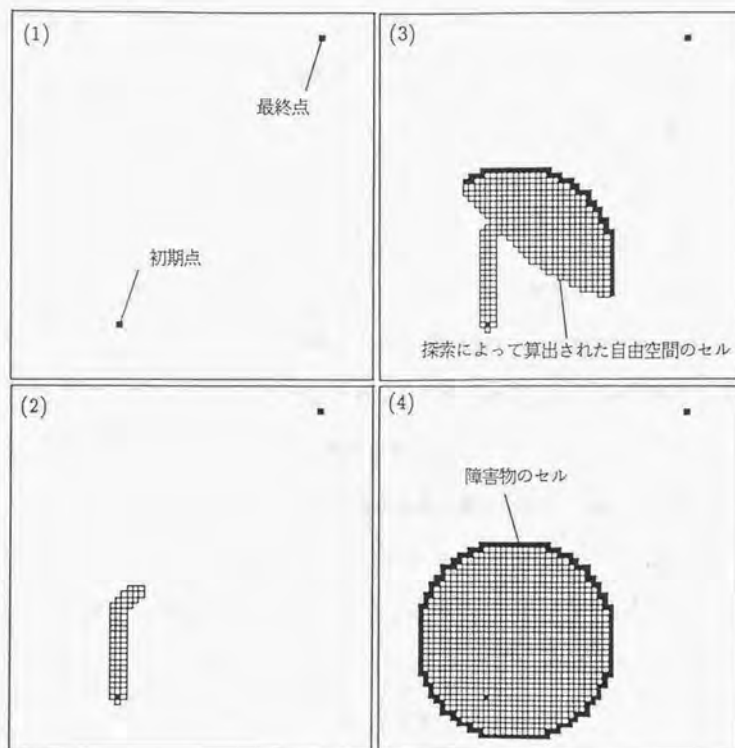 (1)
最終点
初期点
(2)
(3)
探索によって算出された自由空間のセル
(4)
障害物のセル